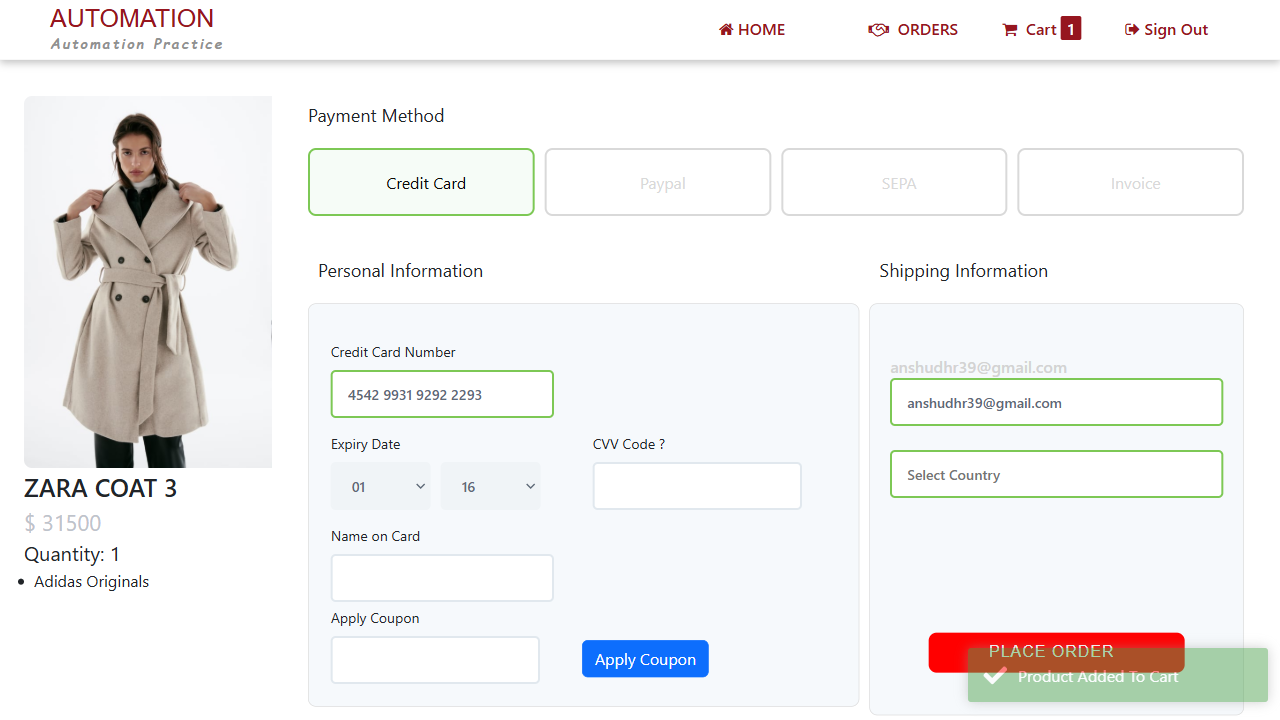 AUTOMATION
Automation Practice
HOME
ORDERS
Cart 1
Sign Out
Payment Method
Credit Card
Paypal
SEPA
Invoice
Personal Information
Shipping Information
Credit Card Number
4542 9931 9292 2293
Expiry Date
CVV Code ?
01
16
Name on Card
Apply Coupon
Apply Coupon
anshudhr39@gmail.com
anshudhr39@gmail.com
Select Country
PLACE ORDER
Product Added To Cart
ZARA COAT 3
$ 31500
Quantity: 1
Adidas Originals